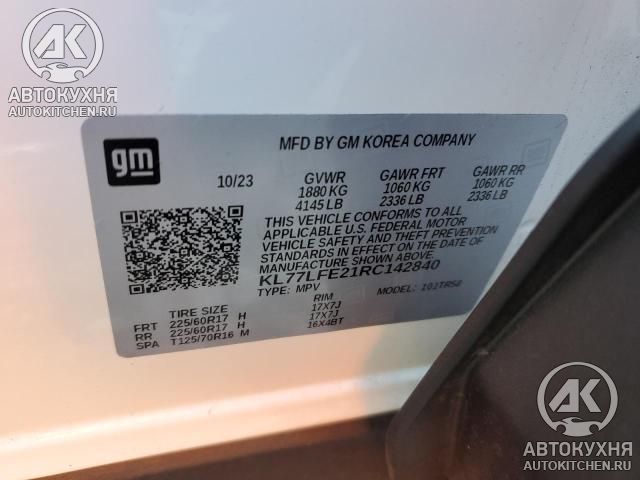 AK
АВТОКУХНЯ
AUTOKITCHEN.RU
gm
MFD BY GM KOREA COMPANY
10/23 GVWR GAWR FRT GAWR RR
1880 KG 1060 KG 1060 KG
4145 LB 2336 LB 2336 LB
THIS VEHICLE CONFORMS TO ALL
APPLICABLE U.S. FEDERAL MOTOR
VEHICLE SAFETY AND THEFT PREVENTION
STANDARDS IN EFFECT ON THE DATE OF
MANUFACTURE SHOWN ABOVE.
KL77LFE21RC142840
TYPE: MPV MODEL: 1O1TR58
TIRE SIZE RIM
FRT 225/60R17 H 17X7J
RR 225/60R17 H 17X7J
SPA T125/70R16 M 16X4BT
AK
АВТОКУХНЯ
AUTOKITCHEN.RU